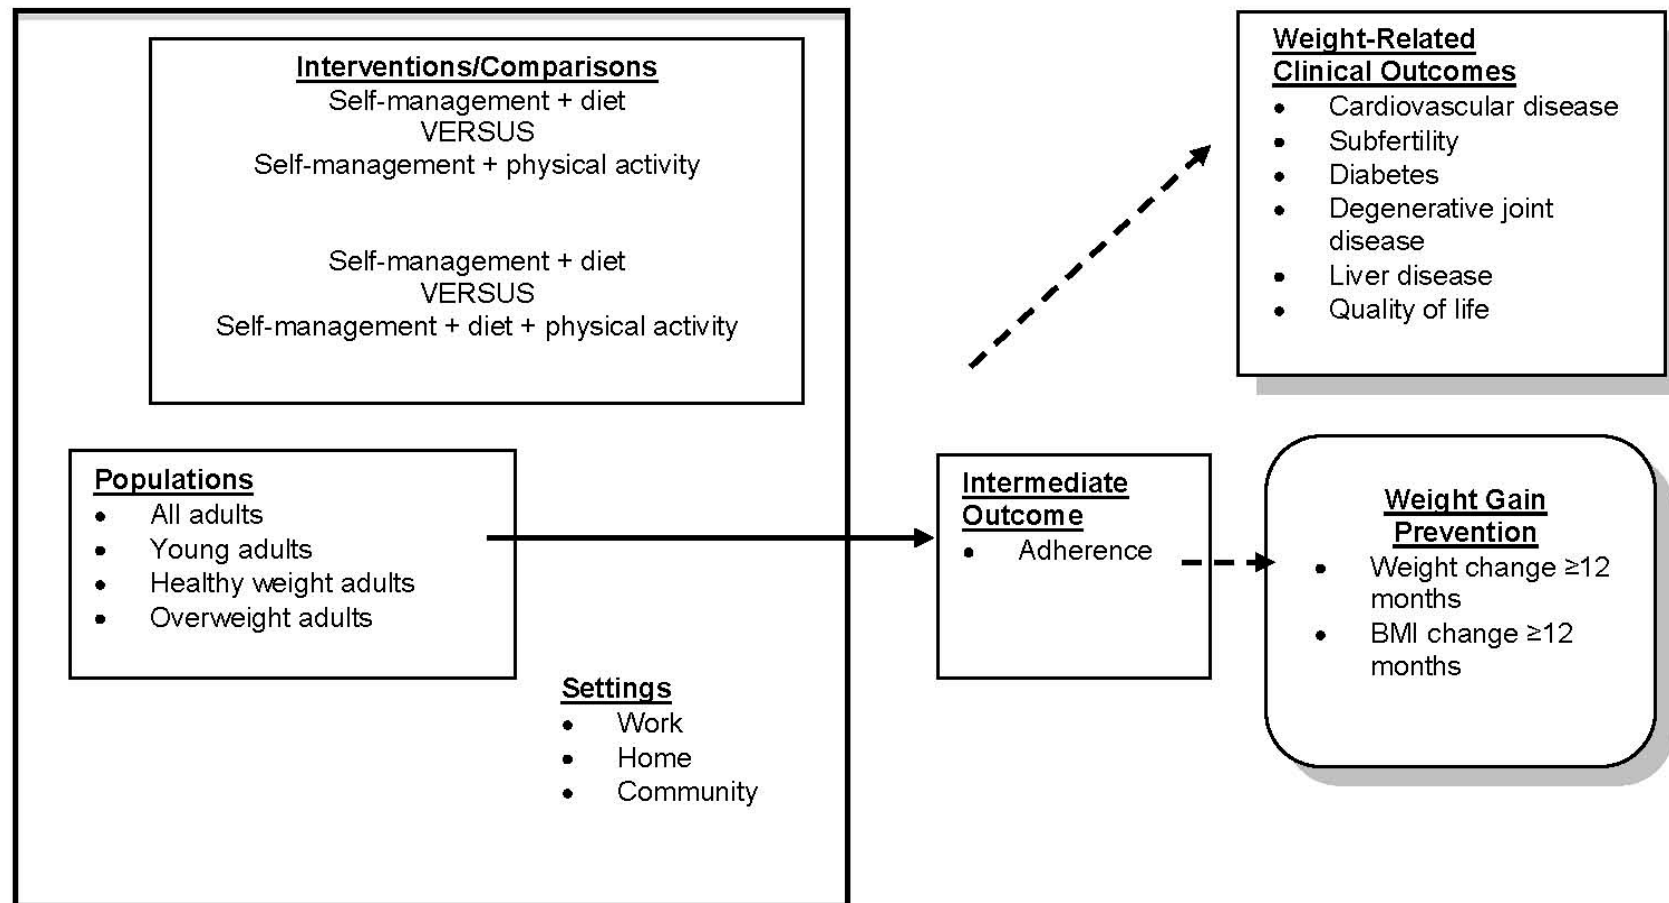 Interventions/Comparisons
Self-management + diet
VERSUS
Self-management + physical activity
Self-management + diet
VERSUS
Self-management + diet + physical activity
Populations
• All adults
• Young adults
• Healthy weight adults
• Overweight adults
Settings
• Work
• Home
• Community
Intermediate
Outcome
• Adherence
Weight-Related
Clinical Outcomes
• Cardiovascular disease
• Subfertility
• Diabetes
• Degenerative joint
disease
• Liver disease
• Quality of life
Weight Gain
Prevention
• Weight change ≥12
months
• BMI change ≥12
months